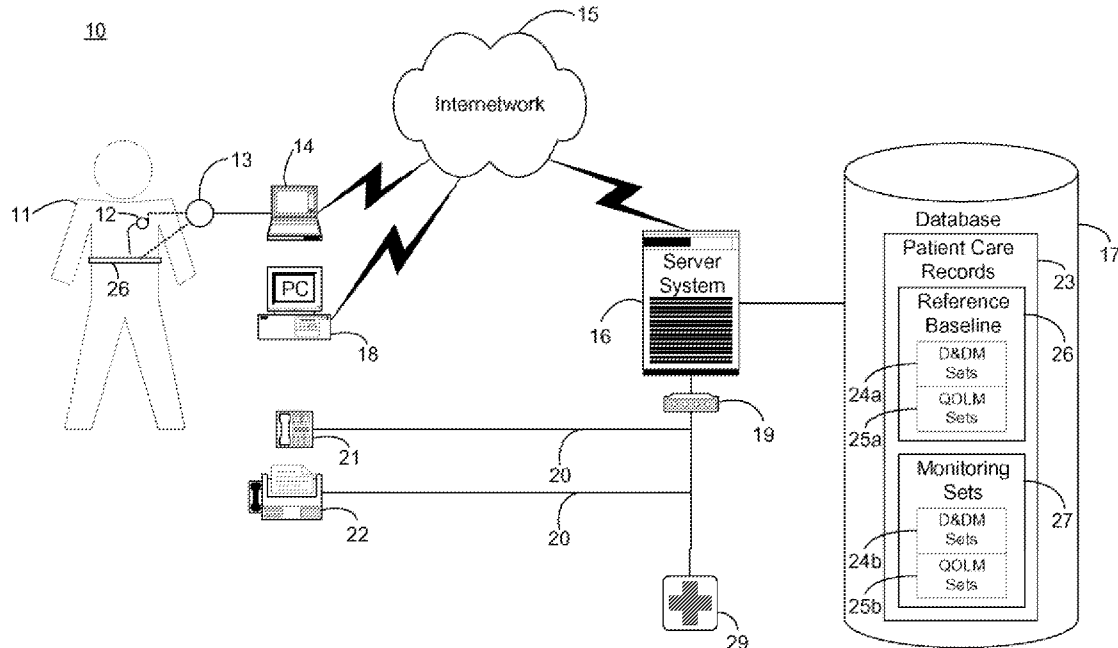 10
15
Internetwork
13
14
11
12
26
PC
18
Server
System
16
Database
17
Patient Care
Records
23
Reference
Baseline
26
D&DM
Sets
24a
QOLM
Sets
25a
Monitoring
Sets
27
D&DM
Sets
24b
QOLM
Sets
25b
19
21
20
22
20
29